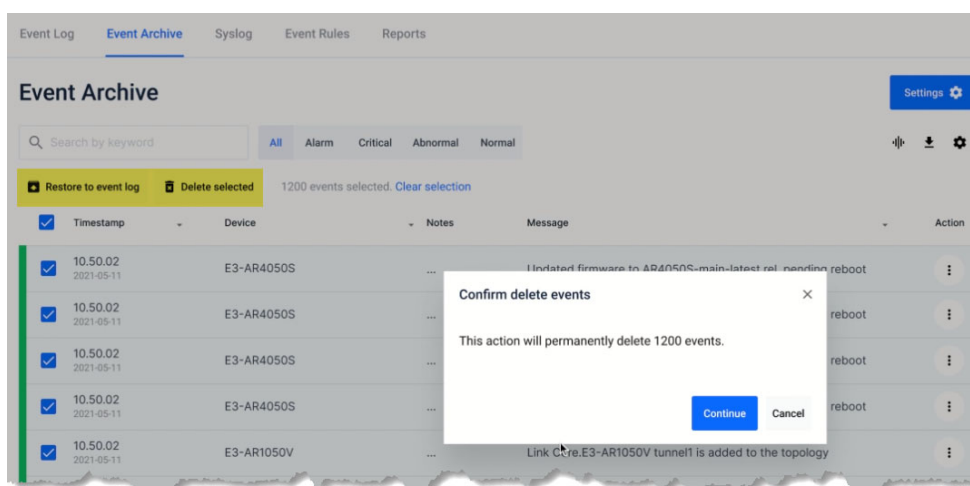 Event Log Event Archive Syslog Event Rules Reports
Event Archive
Settings
Search by keyword All Alarm Critical Abnormal Normal
Restore to event log Delete selected 1200 events selected. Clear selection
Timestamp Device Notes Message Action
10.50.02
2021-05-11
E3-AR4050S ... Updated firmware to AR4050S-main-latest.rel, pending reboot
10.50.02
2021-05-11
E3-AR4050S ... reboot
10.50.02
2021-05-11
E3-AR4050S ... reboot
10.50.02
2021-05-11
E3-AR4050S ... reboot
10.50.02
2021-05-11
E3-AR1050V ... Link Core.E3-AR1050V tunnel1 is added to the topology
Confirm delete events
This action will permanently delete 1200 events.
Continue Cancel